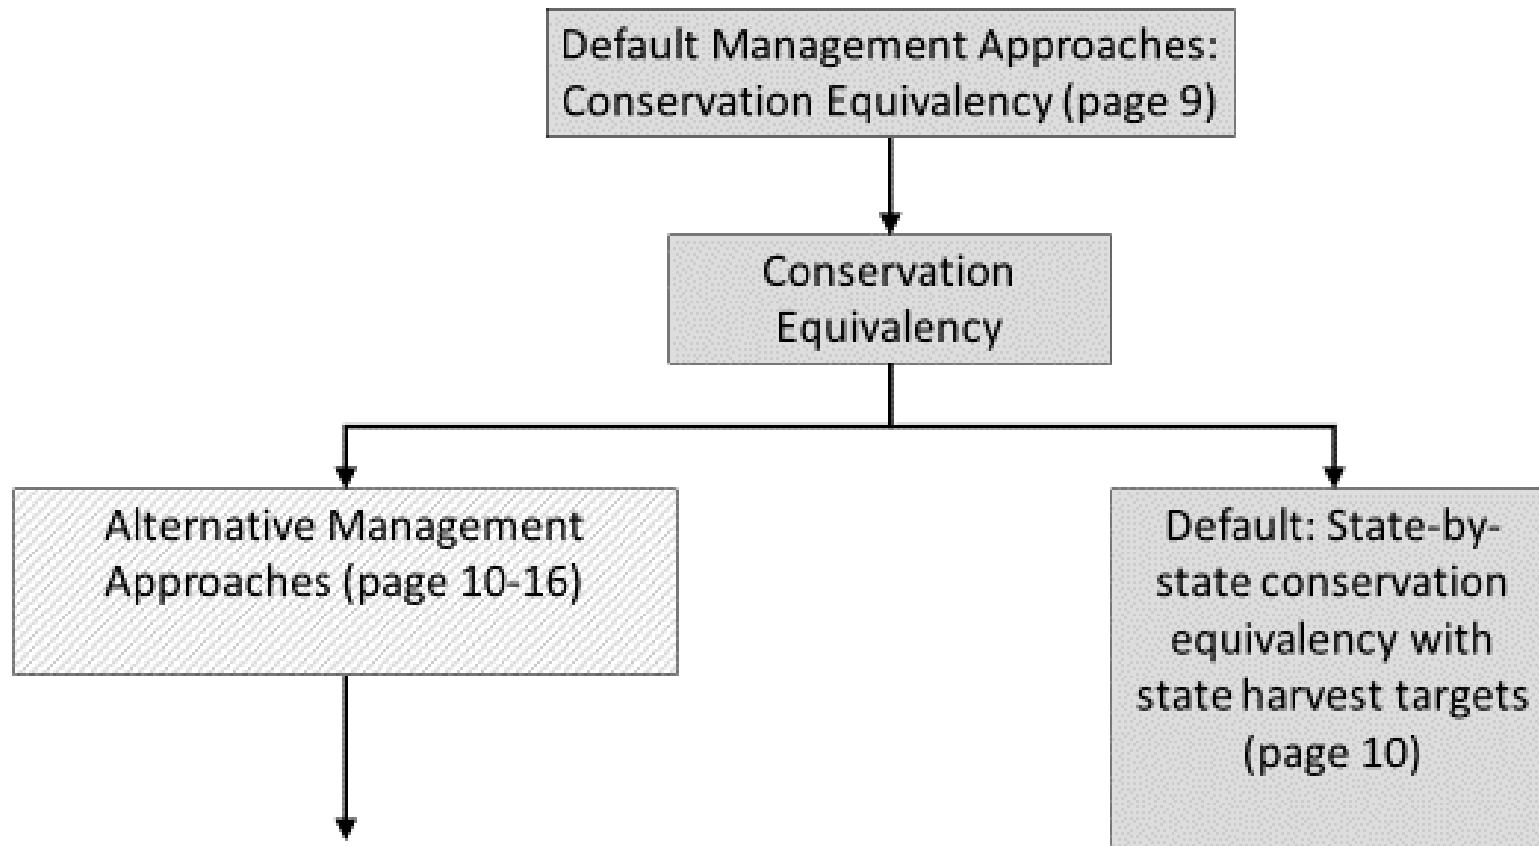 Default Management Approaches:
Conservation Equivalency (page 9)
Conservation
Equivalency
Alternative Management
Approaches (page 10-16)
Default: State-by-
state conservation
equivalency with
state harvest targets
(page 10)